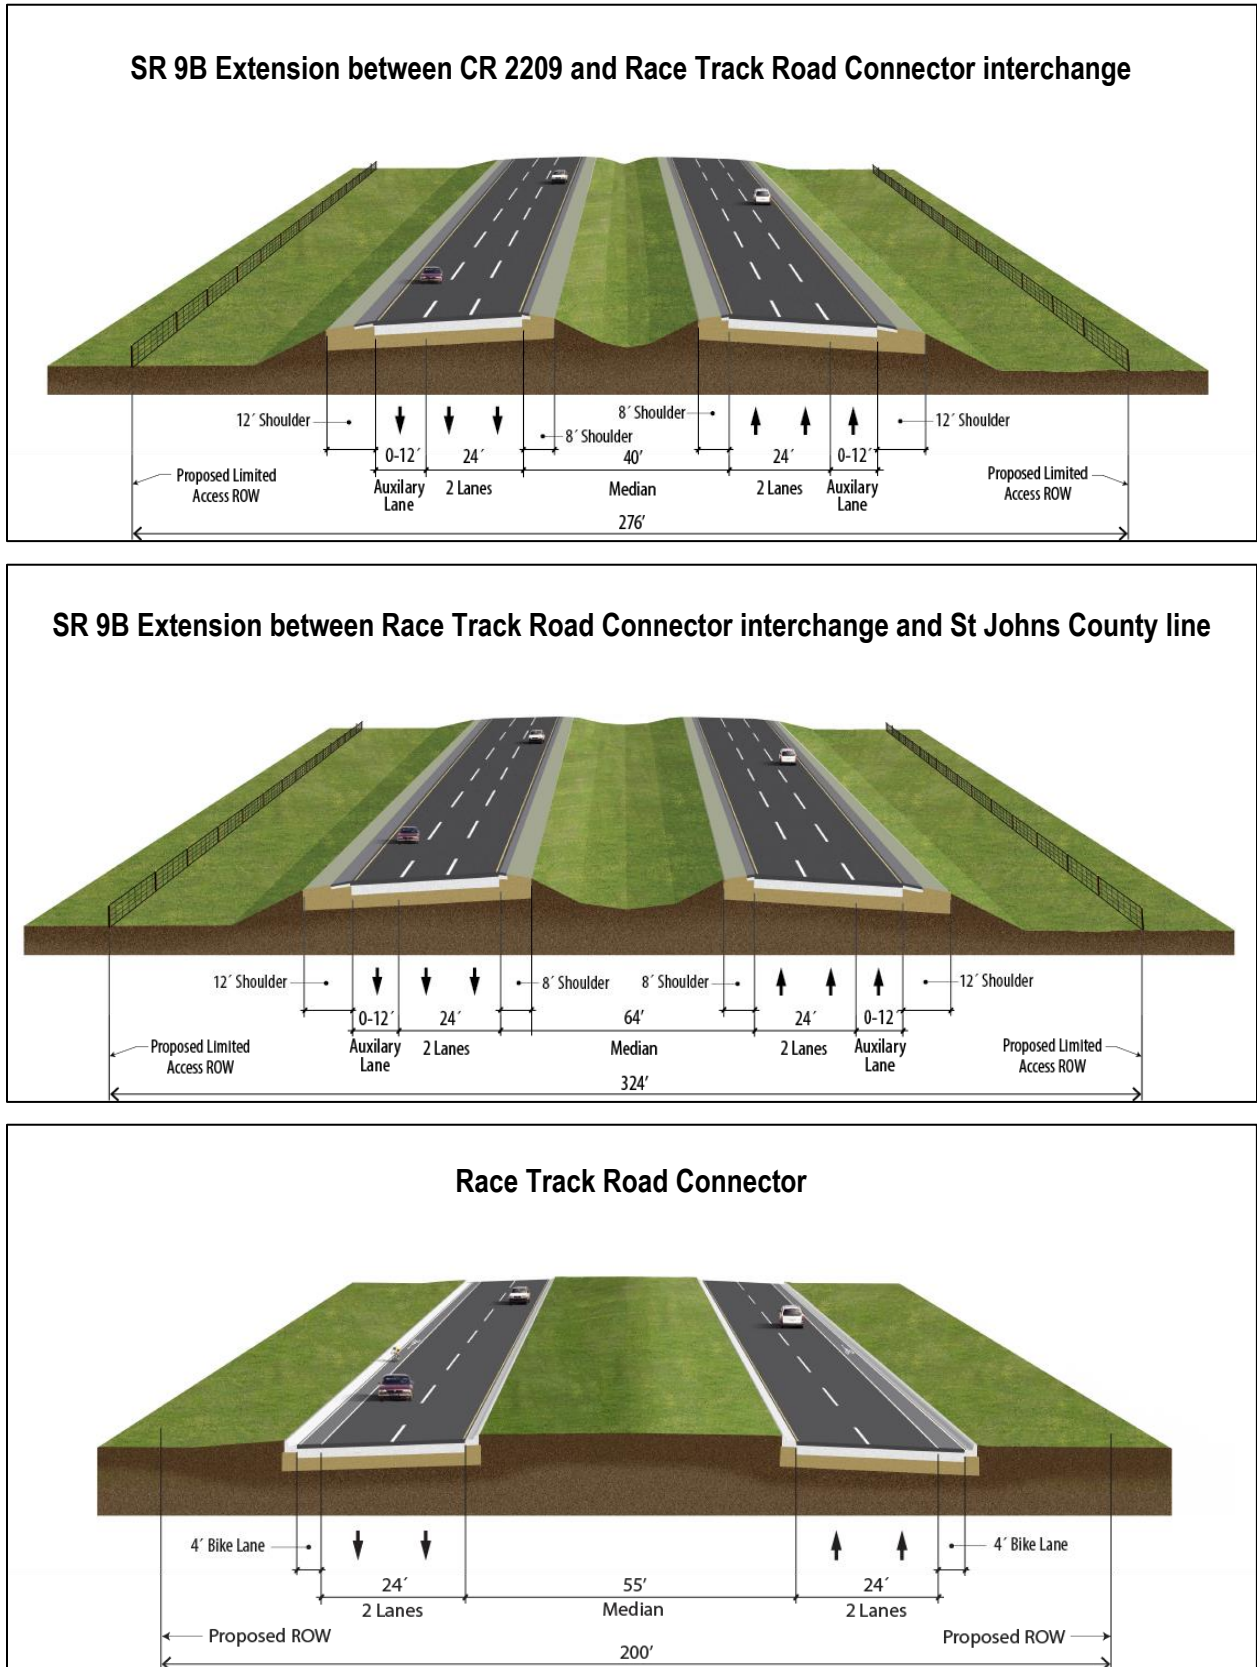 SR 9B Extension between CR 2209 and Race Track Road Connector interchange
12´ Shoulder
8´ Shoulder
8´ Shoulder
12´ Shoulder
0-12´
24´
40′
24´
0-12´
Auxilary
Lane
2 Lanes
Median
2 Lanes
Auxilary
Lane
Proposed Limited
Access ROW
Proposed Limited
Access ROW
276′
SR 9B Extension between Race Track Road Connector interchange and St Johns County line
12´ Shoulder
8´ Shoulder
8´ Shoulder
12´ Shoulder
0-12´
24´
64′
24´
0-12´
Auxilary
Lane
2 Lanes
Median
2 Lanes
Auxilary
Lane
Proposed Limited
Access ROW
Proposed Limited
Access ROW
324′
Race Track Road Connector
4´ Bike Lane
4´ Bike Lane
24´
55′
24´
2 Lanes
Median
2 Lanes
Proposed ROW
Proposed ROW
200′